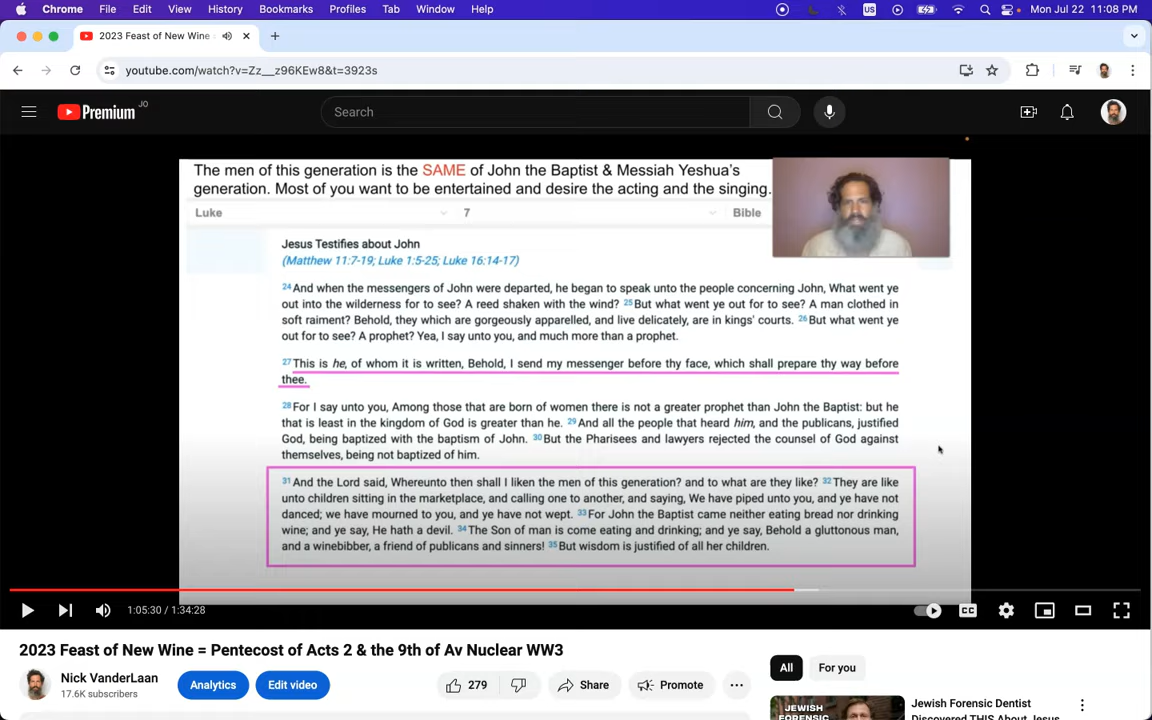 Chrome File Edit View History Bookmarks Profiles Tab Window Help US Mon Jul 22 11:08 PM
2023 Feast of New Wine =
youtube.com/watch?v=Zz__z96KEw8&t=3923s
Premium JO Search
The men of this generation is the SAME of John the Baptist & Messiah Yeshua's
generation. Most of you want to be entertained and desire the acting and the singing.
Luke 7 Bible
Jesus Testifies about John
(Matthew 11:7-19; Luke 1:5-25; Luke 16:14-17)
24 And when the messengers of John were departed, he began to speak unto the people concerning John, What went ye
out into the wilderness for to see? A reed shaken with the wind? 25 But what went ye out for to see? A man clothed in
soft raiment? Behold, they which are gorgeously apparelled, and live delicately, are in kings' courts. 26 But what went ye
out for to see? A prophet? Yea, I say unto you, and much more than a prophet.
27 This is he, of whom it is written, Behold, I send my messenger before thy face, which shall prepare thy way before
thee.
28 For I say unto you, Among those that are born of women there is not a greater prophet than John the Baptist: but he
that is least in the kingdom of God is greater than he. 29 And all the people that heard him, and the publicans, justified
God, being baptized with the baptism of John. 30 But the Pharisees and lawyers rejected the counsel of God against
themselves, being not baptized of him.
31 And the Lord said, Whereunto then shall I liken the men of this generation? and to what are they like? 32 They are like
unto children sitting in the marketplace, and calling one to another, and saying, We have piped unto you, and ye have not
danced; we have mourned to you, and ye have not wept. 33 For John the Baptist came neither eating bread nor drinking
wine; and ye say, He hath a devil. 34 The Son of man is come eating and drinking; and ye say, Behold a gluttonous man,
and a winebibber, a friend of publicans and sinners! 35 But wisdom is justified of all her children.
1:05:30 / 1:34:28 CC
2023 Feast of New Wine = Pentecost of Acts 2 & the 9th of Av Nuclear WW3
All For you
Nick VanderLaan
17.6K subscribers
Analytics Edit video 279 Share Promote
JEWISH
FORENSIC
Jewish Forensic Dentist
Discovered THIS About Jesus